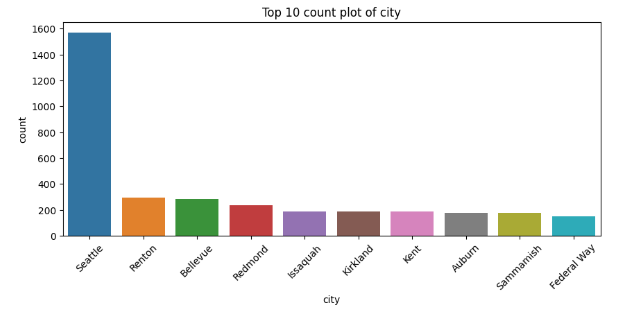 Top 10 count plot of city
1600
1400
1200
1000
800
600
400
200
0
count
Seattle
Renton
Bellevue
Redmond
Issaquah
Kirkland
Kent
Auburn
Sammamish
Federal Way
city